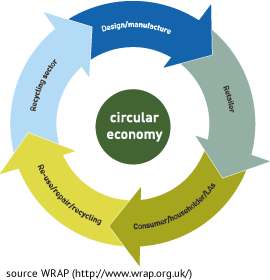 Design/manufacture
Retailer
Consumer/householder/LAs
Re-use/repair/recycling
Recycling sector
circular
economy
source WRAP (http://www.wrap.org.uk/)